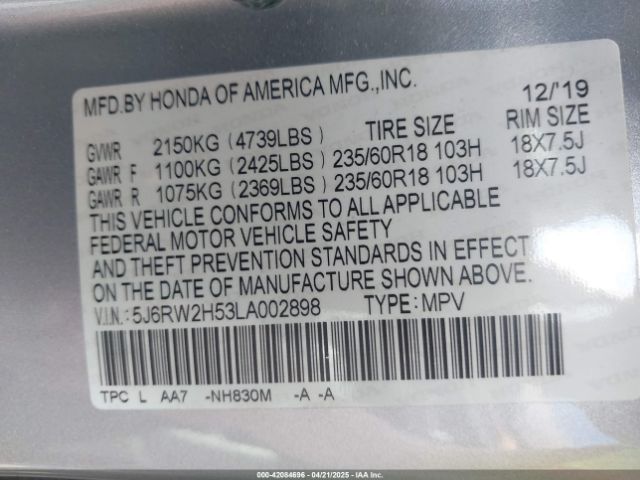 MFD.BY HONDA OF AMERICA MFG.,INC. 12/'19
GVWR 2150KG (4739LBS) TIRE SIZE RIM SIZE
GAWR F 1100KG (2425LBS) 235/60R18 103H 18X7.5J
GAWR R 1075KG (2369LBS) 235/60R18 103H 18X7.5J
THIS VEHICLE CONFORMS TO ALL APPLICABLE
FEDERAL MOTOR VEHICLE SAFETY
AND THEFT PREVENTION STANDARDS IN EFFECT
ON THE DATE OF MANUFACTURE SHOWN ABOVE.
V.I.N.:5J6RW2H53LA002898 TYPE:MPV
TPC L AA7 -NH830M -A -A
000-42084696 - 04/21/2025 - IAA Corp.